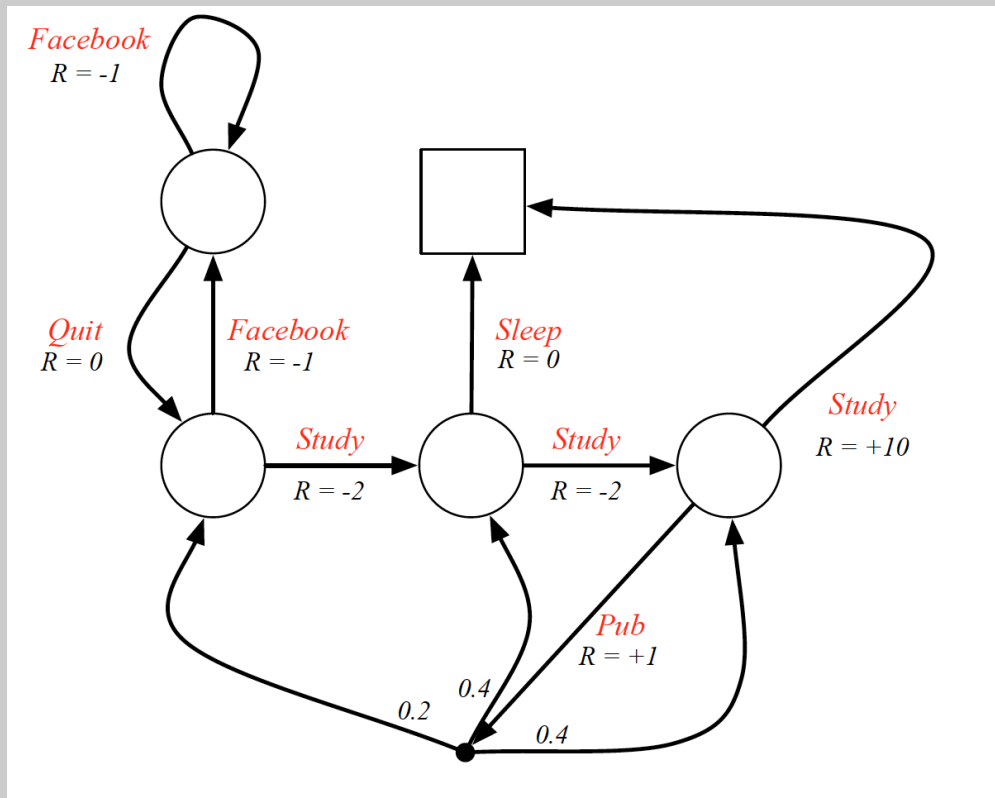 Facebook
R = -1
Quit
R = 0
Facebook
R = -1
Sleep
R = 0
Study
R = +10
Study
R = -2
Study
R = -2
Pub
R = +1
0.4
0.2
0.4